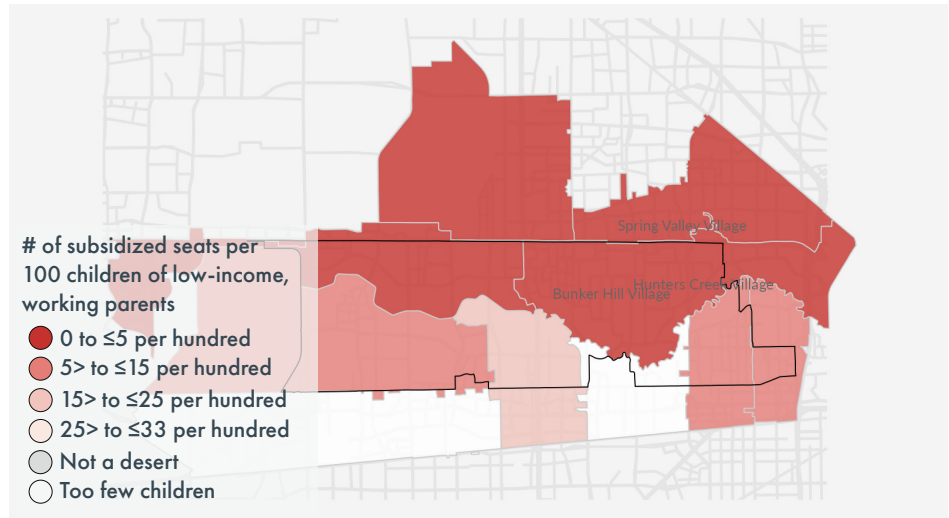 Spring Valley Village
Hunters Creek Village
Bunker Hill Village
# of subsidized seats per
100 children of low-income,
working parents
0 to ≤5 per hundred
5> to ≤15 per hundred
15> to ≤25 per hundred
25> to ≤33 per hundred
Not a desert
Too few children